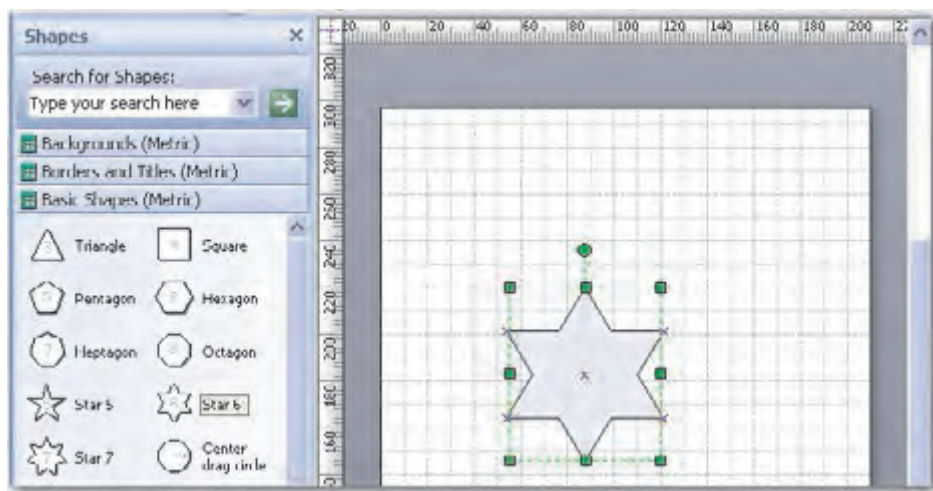 Shapes
Search for Shapes:
Type your search here
Backgrounds (Metric)
Borders and Titles (Metric)
Basic Shapes (Metric)
Triangle Square
Pentagon Hexagon
Heptagon Octagon
Star 5 Star 6
Star 7 Center drag circle
20 0 20 40 60 80 100 120 140 160 180 200
320
300
280
260
240
220
200
180
160